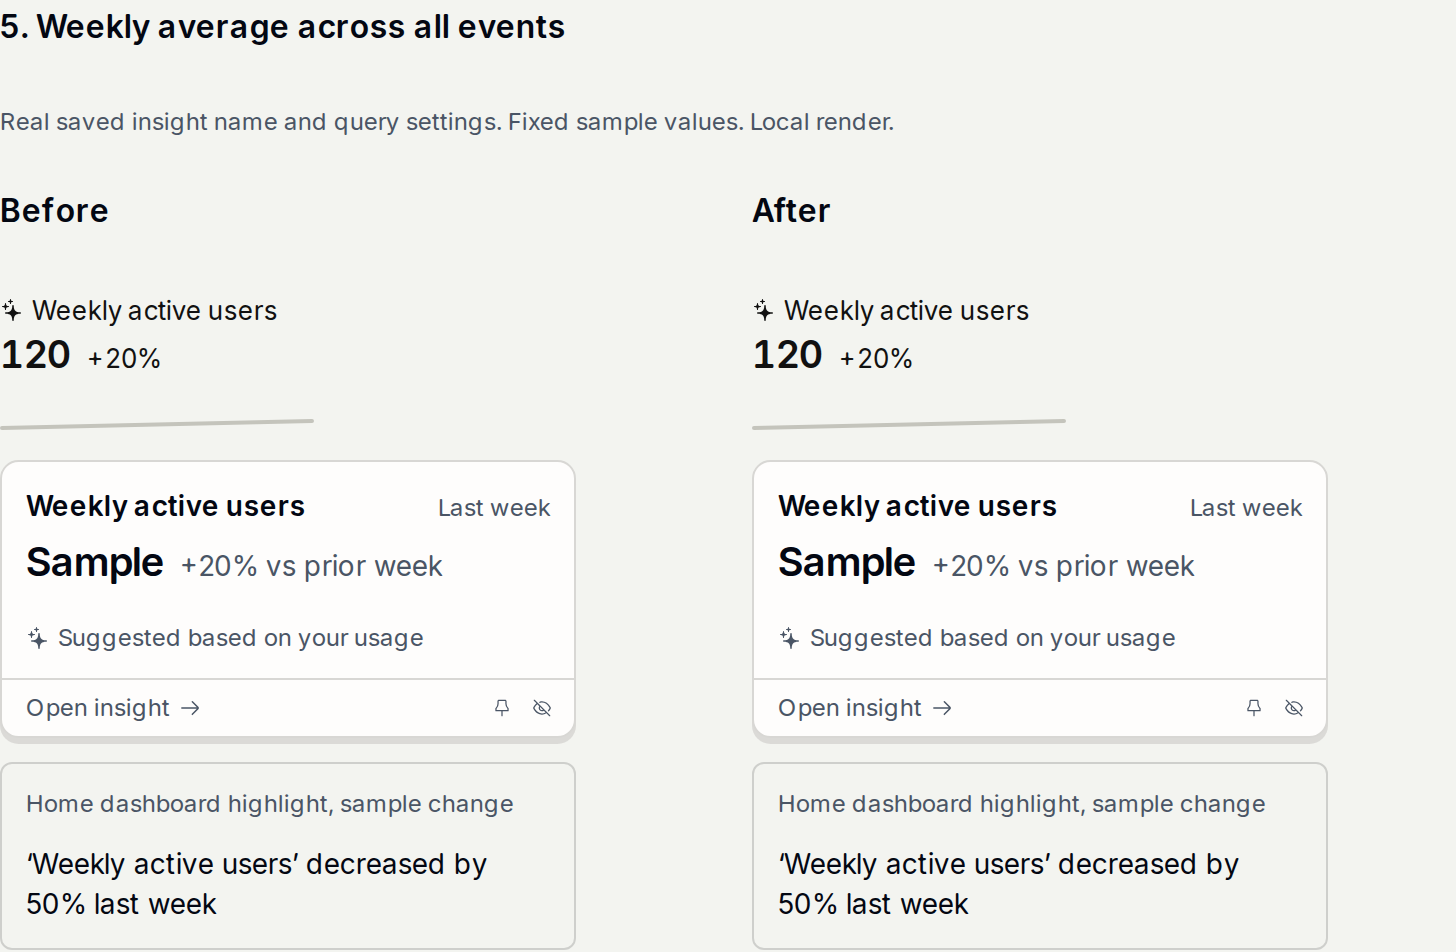 5. Weekly average across all events
Real saved insight name and query settings. Fixed sample values. Local render.
Before
Weekly active users
120 +20%
Weekly active users Last week
Sample +20% vs prior week
Suggested based on your usage
Open insight →
Home dashboard highlight, sample change
‘Weekly active users’ decreased by
50% last week
After
Weekly active users
120 +20%
Weekly active users Last week
Sample +20% vs prior week
Suggested based on your usage
Open insight →
Home dashboard highlight, sample change
‘Weekly active users’ decreased by
50% last week